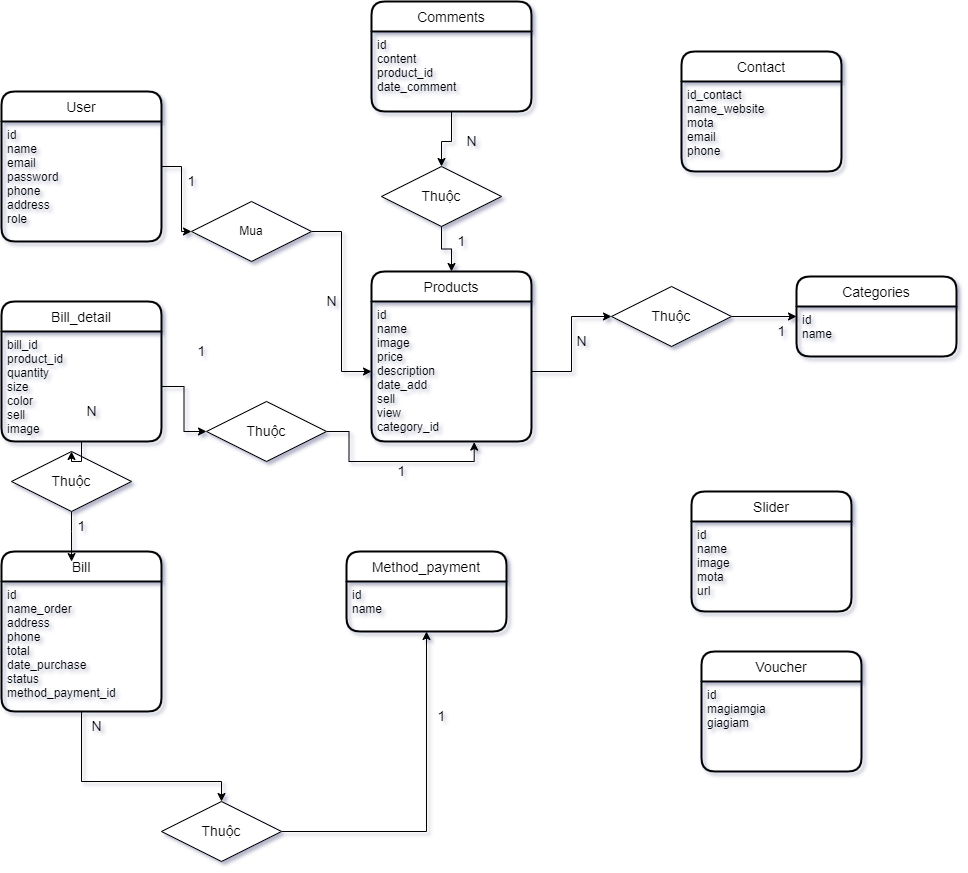 Comments
id
content
product_id
date_comment
Contact
id_contact
name_website
mota
email
phone
User
id
name
email
password
phone
address
role
N
1
Thuộc
Mua
1
N
Products
id
name
image
price
description
date_add
sell
view
category_id
Thuộc
N
1
Categories
id
name
Bill_detail
bill_id
product_id
quantity
size
color
sell
image
N
1
Thuộc
1
Thuộc
1
Bill
id
name_order
address
phone
total
date_purchase
status
method_payment_id
Method_payment
id
name
Slider
id
name
image
mota
url
Voucher
id
magiamgia
giagiam
N
1
Thuộc